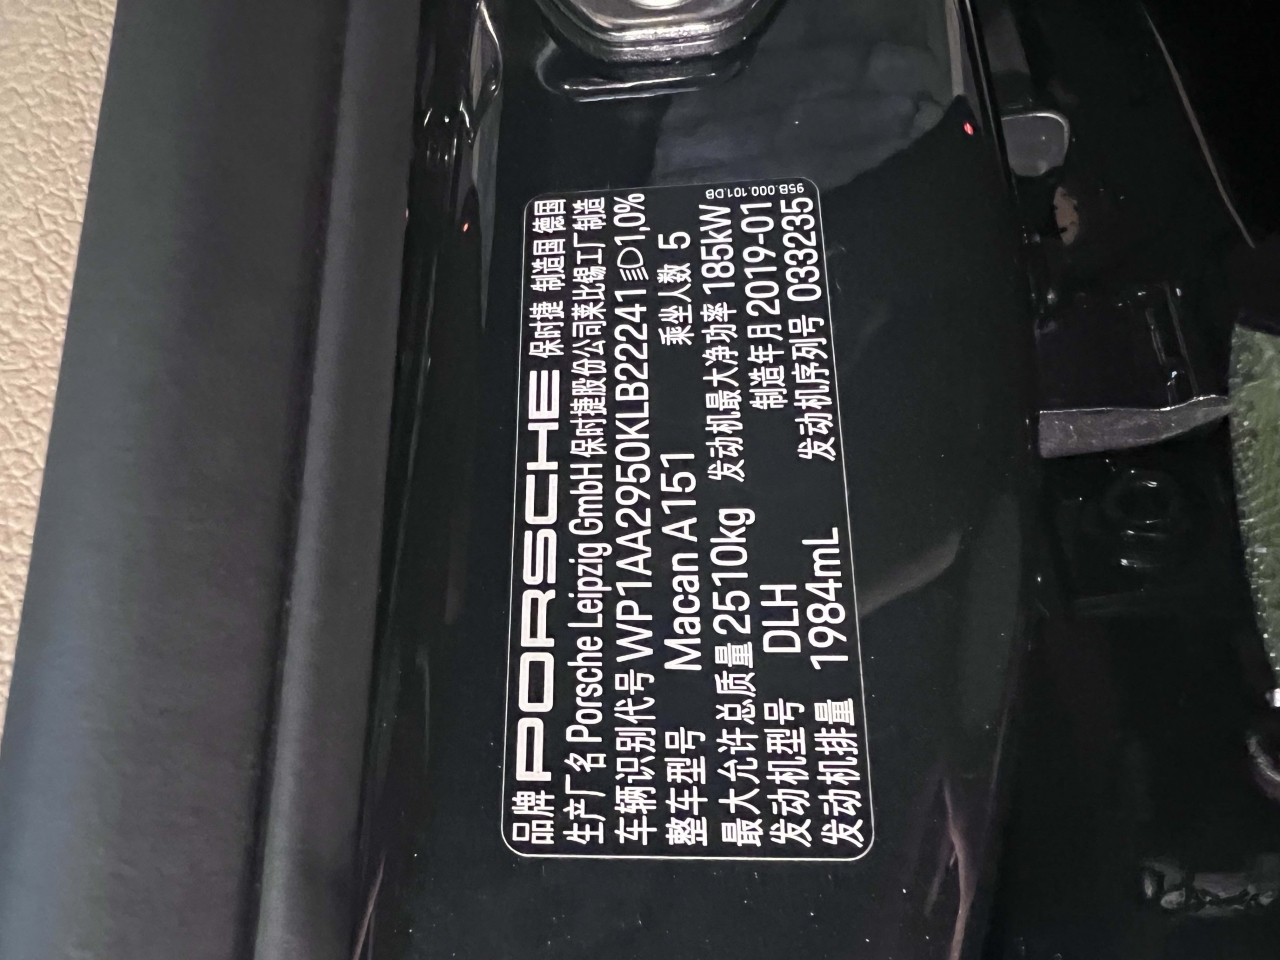 品牌 PORSCHE 保时捷 制造国 德国
生产厂名 Porsche Leipzig GmbH 保时捷股份公司莱比锡工厂制造
车辆识别代号 WP1AA2950KLB22241 1,0%
整车型号 Macan A151 乘坐人数 5
最大允许总质量 2510kg 发动机最大净功率 185kW
发动机型号 DLH 制造年月 2019-01
发动机排量 1984mL 发动机序列号 033235
95B.000.101.DB